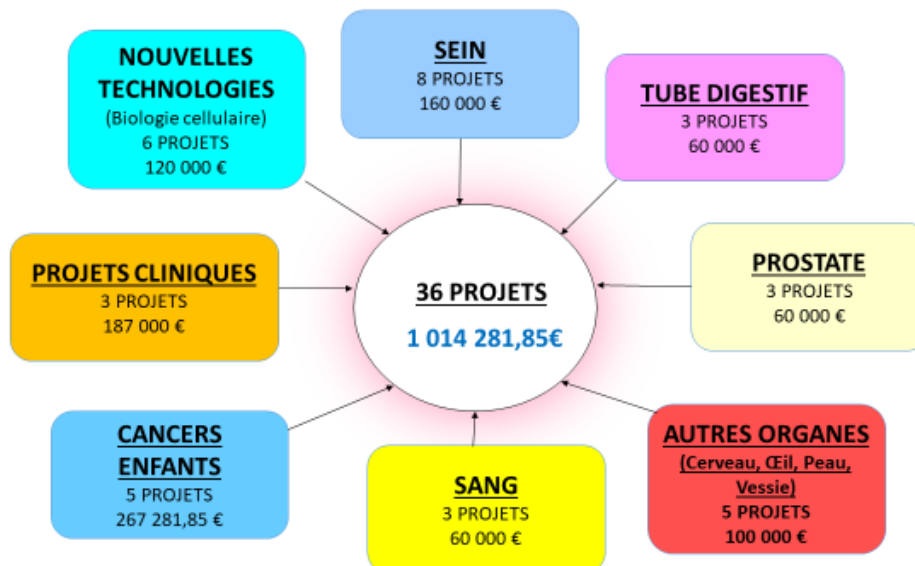 NOUVELLES
TECHNOLOGIES
(Biologie cellulaire)
6 PROJETS
120 000 €
SEIN
8 PROJETS
160 000 €
TUBE DIGESTIF
3 PROJETS
60 000 €
PROJETS CLINIQUES
3 PROJETS
187 000 €
36 PROJETS
1 014 281,85€
PROSTATE
3 PROJETS
60 000 €
CANCERS
ENFANTS
5 PROJETS
267 281,85 €
SANG
3 PROJETS
60 000 €
AUTRES ORGANES
(Cerveau, Œil, Peau,
Vessie)
5 PROJETS
100 000 €